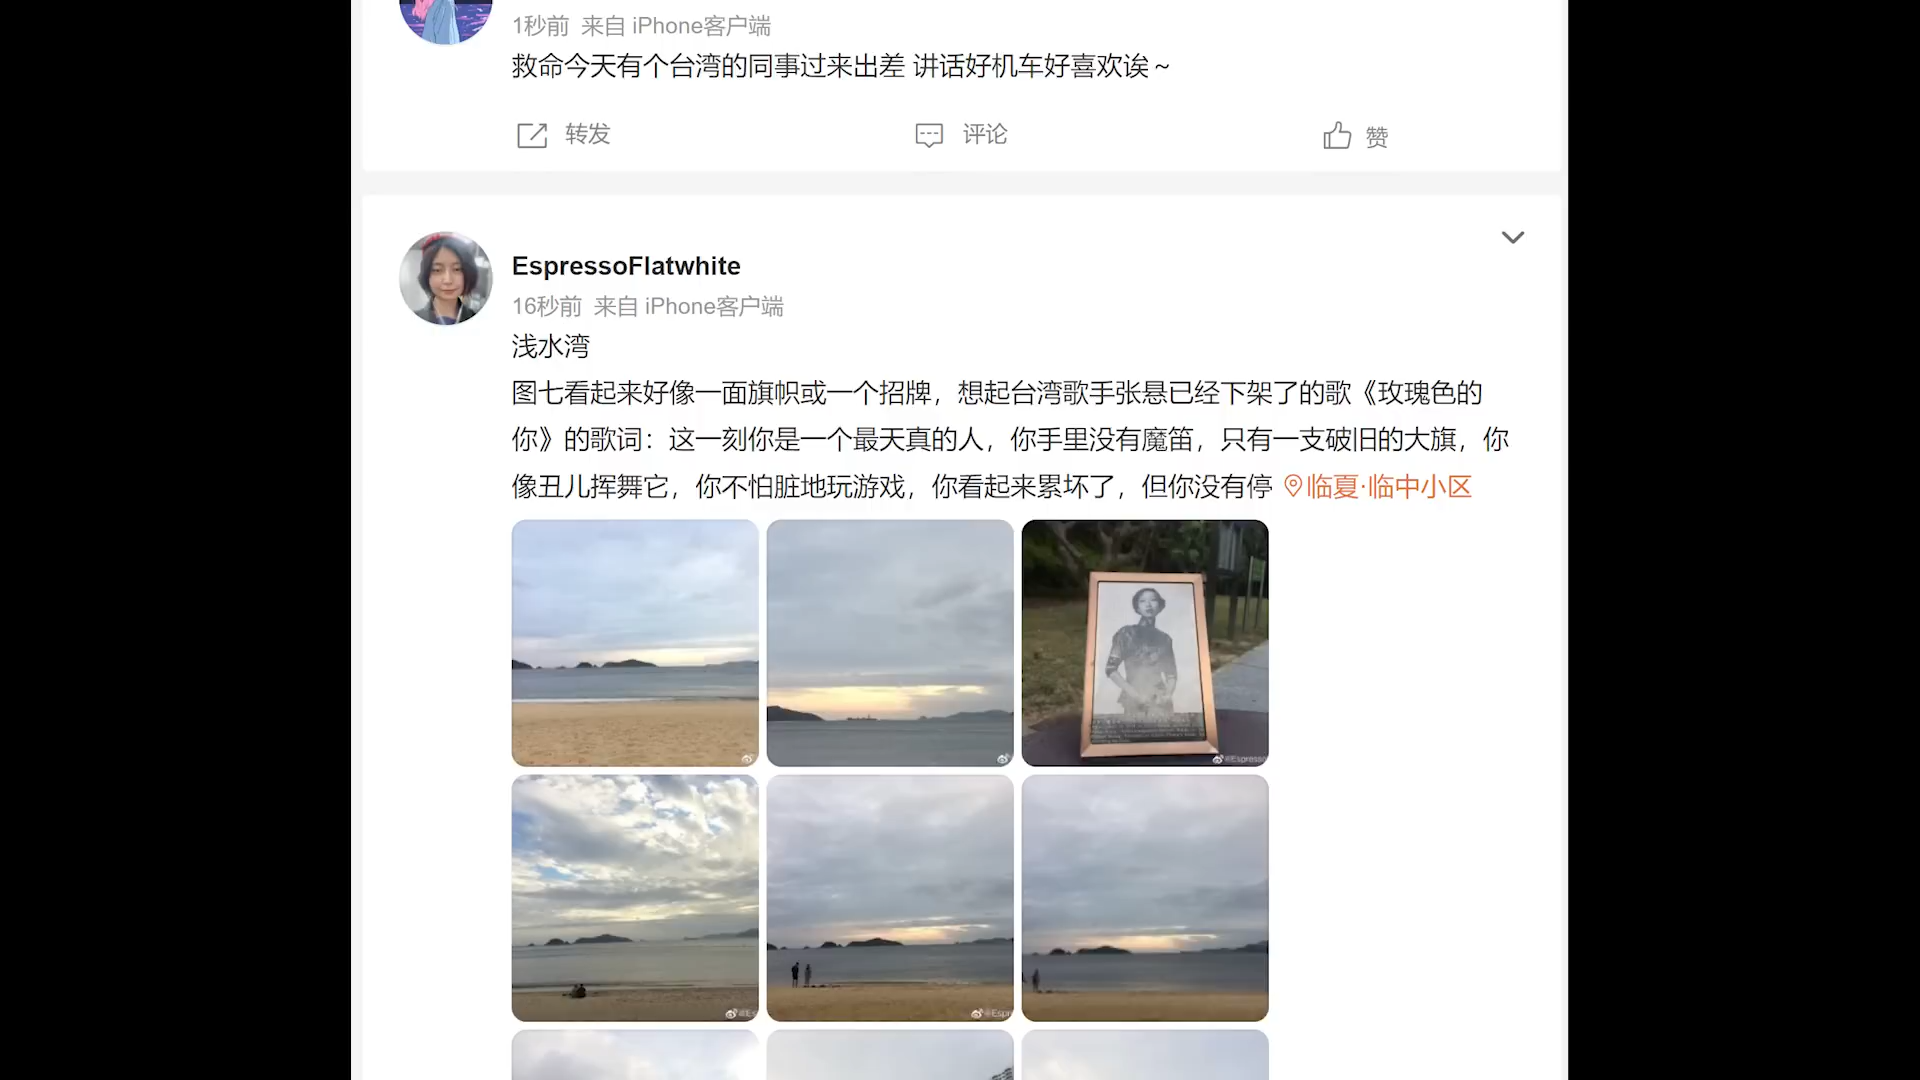 1秒前 来自 iPhone客户端
救命今天有个台湾的同事过来出差 讲话好机车好喜欢诶～
转发
评论
赞
EspressoFlatwhite
16秒前 来自 iPhone客户端
浅水湾
图七看起来好像一面旗帜或一个招牌，想起台湾歌手张悬已经下架了的歌《玫瑰色的
你》的歌词：这一刻你是一个最天真的人，你手里没有魔笛，只有一支破旧的大旗，你
像丑儿挥舞它，你不怕脏地玩游戏，你看起来累坏了，但你没有停 临夏·临中小区